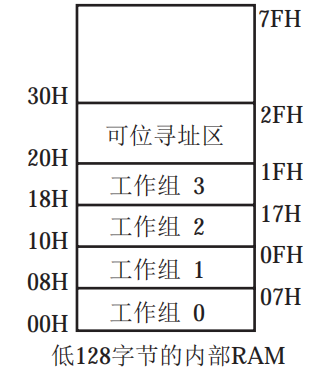 7FH
30H
2FH
可位寻址区
20H
1FH
工作组 3
18H
17H
工作组 2
10H
0FH
工作组 1
08H
07H
工作组 0
00H
低128字节的内部RAM